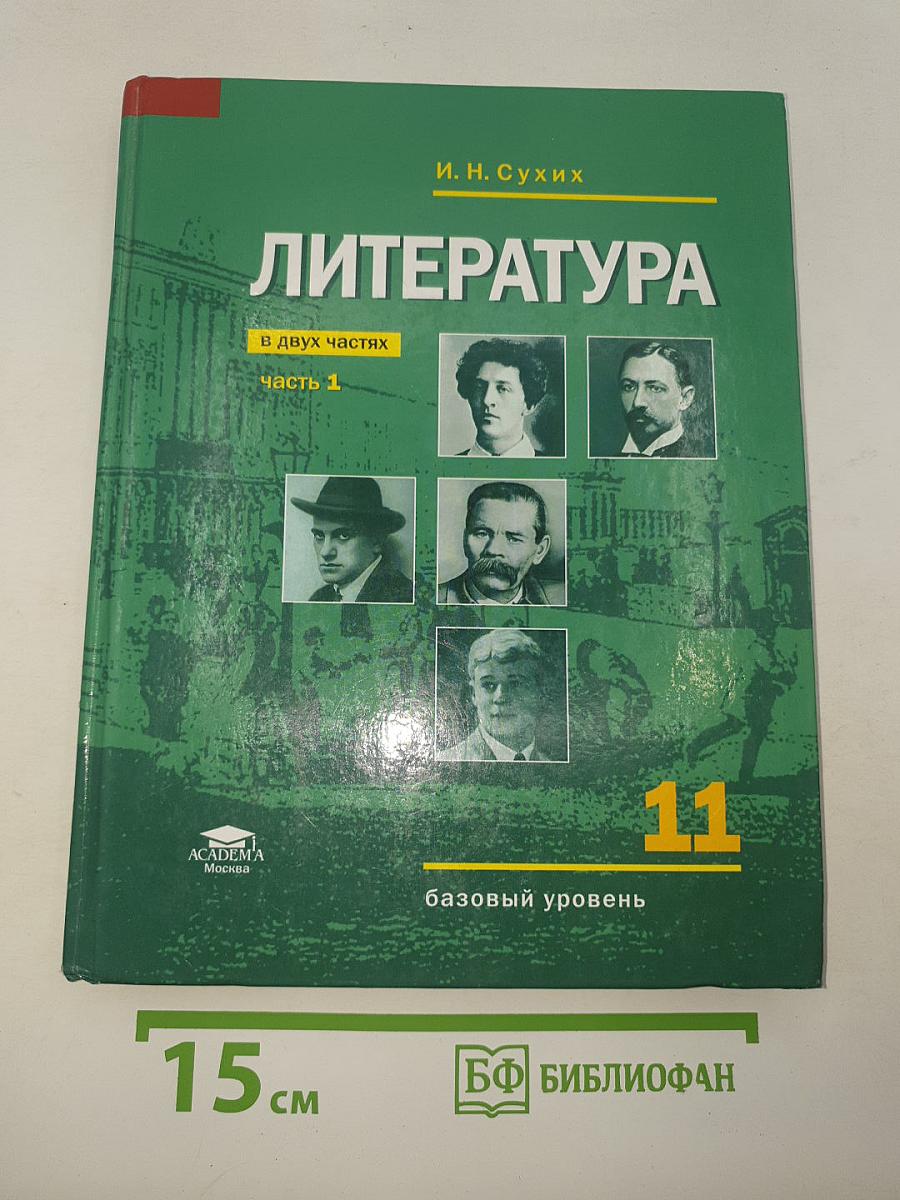 И. Н. Сухих
ЛИТЕРАТУРА
в двух частях
часть 1
11
базовый уровень
ACADEMA
Москва
15 см
БФ БИБЛИОФАН